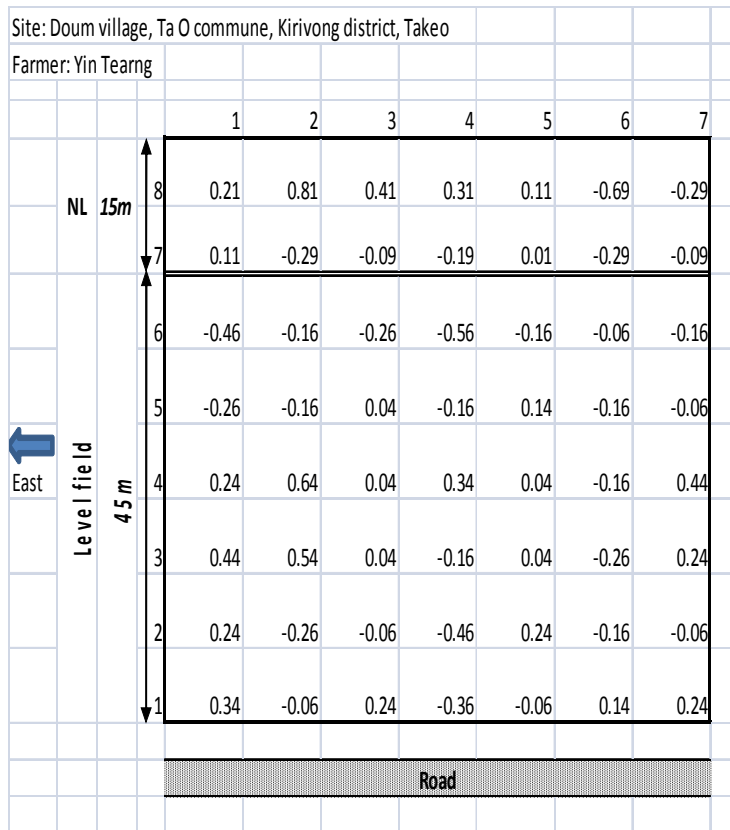 Site: Doum village, Ta O commune, Kirivong district, Takeo
Farmer: Yin Tearng
1 2 3 4 5 6 7
8 0.21 0.81 0.41 0.31 0.11 -0.69 -0.29
NL 15m
7 0.11 -0.29 -0.09 -0.19 0.01 -0.29 -0.09
6 -0.46 -0.16 -0.26 -0.56 -0.16 -0.06 -0.16
5 -0.26 -0.16 0.04 -0.16 0.14 -0.16 -0.06
East
Level field
45m
4 0.24 0.64 0.04 0.34 0.04 -0.16 0.44
3 0.44 0.54 0.04 -0.16 0.04 -0.26 0.24
2 0.24 -0.26 -0.06 -0.46 0.24 -0.16 -0.06
1 0.34 -0.06 0.24 -0.36 -0.06 0.14 0.24
Road